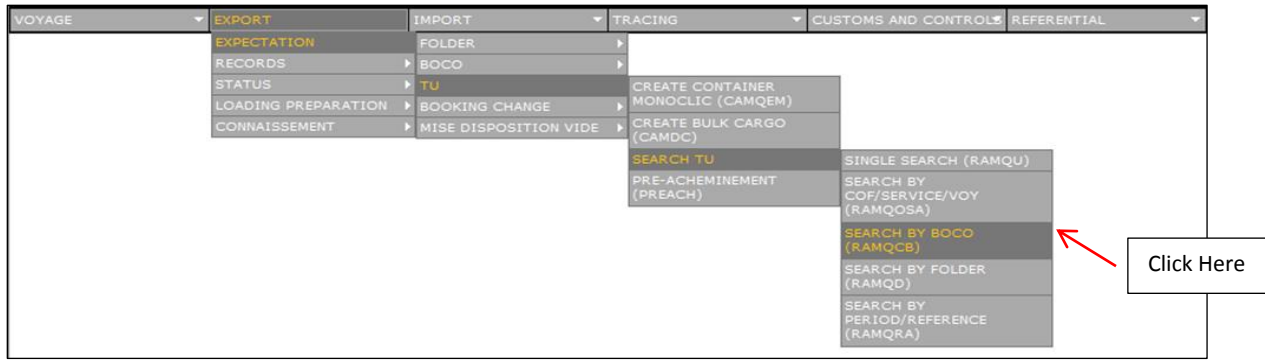 VOYAGE
EXPORT
IMPORT
TRACING
CUSTOMS AND CONTROLS
REFERENTIAL
EXPECTATION
RECORDS
STATUS
LOADING PREPARATION
CONNAISSEMENT
FOLDER
BOCO
TU
BOOKING CHANGE
MISE DISPOSITION VIDE
CREATE CONTAINER
MONOCLIC (CAMQEM)
CREATE BULK CARGO
(CAMDC)
SEARCH TU
PRE-ACHEMINEMENT
(PREACH)
SINGLE SEARCH (RAMQU)
SEARCH BY
COF/SERVICE/VOY
(RAMQOSA)
SEARCH BY BOCO
(RAMQCB)
SEARCH BY FOLDER
(RAMQD)
SEARCH BY
PERIOD/REFERENCE
(RAMQRA)
Click Here